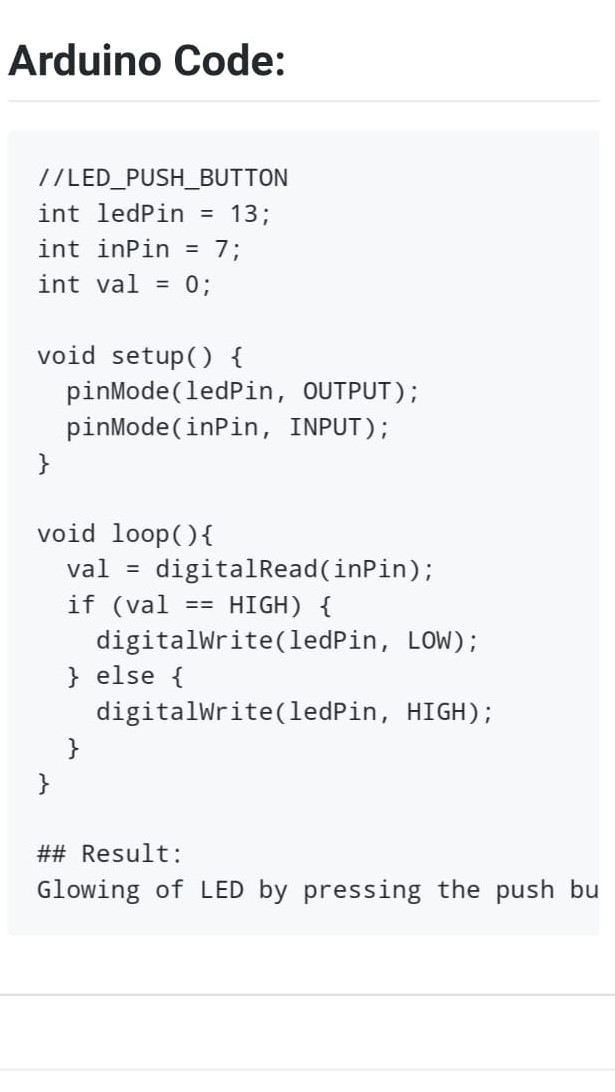 Arduino Code:
//LED_PUSH_BUTTON
int ledPin = 13;
int inPin = 7;
int val = 0;
void setup() {
pinMode(ledPin, OUTPUT);
pinMode(inPin, INPUT);
}
void loop(){
val = digitalRead(inPin);
if (val == HIGH) {
digitalWrite(ledPin, LOW);
} else {
digitalWrite(ledPin, HIGH);
}
}
## Result:
Glowing of LED by pressing the push bu